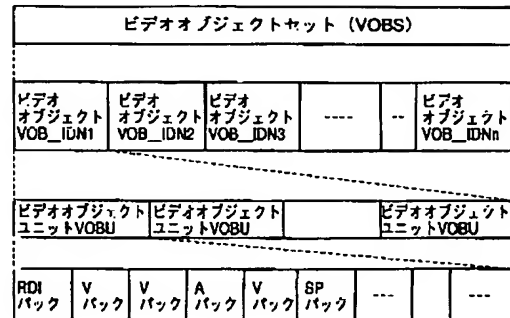 ビデオオブジェクトセット (VOBS)
ビデオ
オブジェクト
VOB_IDN1
ビデオ
オブジェクト
VOB_IDN2
ビデオ
オブジェクト
VOB_IDN3
ビデオ
オブジェクト
VOB_IDNn
ビデオオブジェクト
ユニットVOBU
ビデオオブジェクト
ユニットVOBU
ビデオオブジェクト
ユニットVOBU
RDI
パック
V
パック
V
パック
A
パック
V
パック
SP
パック